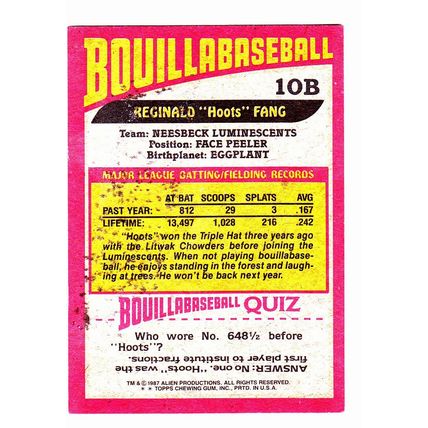 BOUILLABASEBALL
10B
REGINALD "Hoots" FANG
Team: NEESBECK LUMINESCENTS
Position: FACE PEELER
Birthplanet: EGGPLANT
MAJOR LEAGUE GATTING/FIELDING RECORDS
AT BAT SCOOPS SPLATS AVG
PAST YEAR: — 812 29 3 .167
LIFETIME: — 13,497 1,028 216 .242
"Hoots" won the Triple Hat three years ago
with the Litwak Chowders before joining the
Luminescents. When not playing bouillabase-
ball, he enjoys standing in the forest and laugh-
ing at trees. He won't be back next year.
BOUILLABASEBALL QUIZ
Who wore No. 648½ before
"Hoots"?
ANSWER: No one. "Hoots" was the
first player to institute fractions.
TM & © 1987 ALIEN PRODUCTIONS. ALL RIGHTS RESERVED.
* TOPPS CHEWING GUM, INC., PRTD. IN U.S.A.